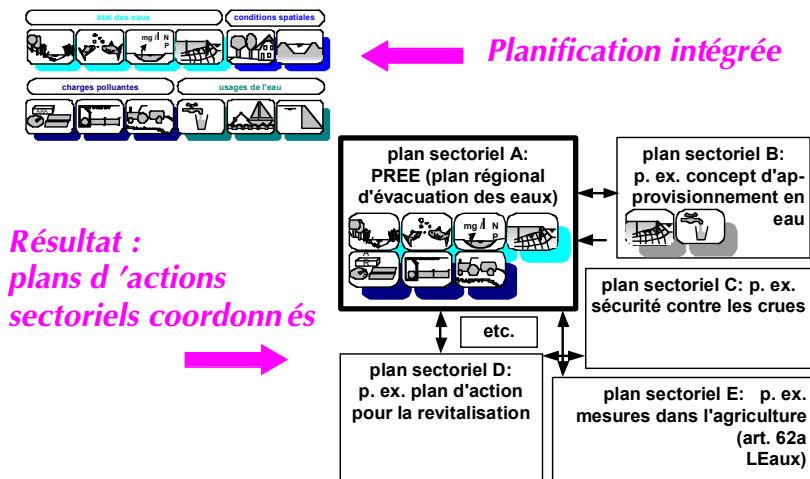 état des eaux
conditions spatiales
mg / l N
P
Planification intégrée
charges polluantes
usages de l'eau
plan sectoriel A:
PREE (plan régional
d'évacuation des eaux)
mg / l N
P
plan sectoriel B:
p. ex. concept d'ap-
provisionnement en
eau
Résultat :
plans d ’actions
sectoriels coordonn és
plan sectoriel C: p. ex.
sécurité contre les crues
etc.
plan sectoriel D:
p. ex. plan d'action
pour la revitalisation
plan sectoriel E: p. ex.
mesures dans l'agriculture
(art. 62a
LEaux)